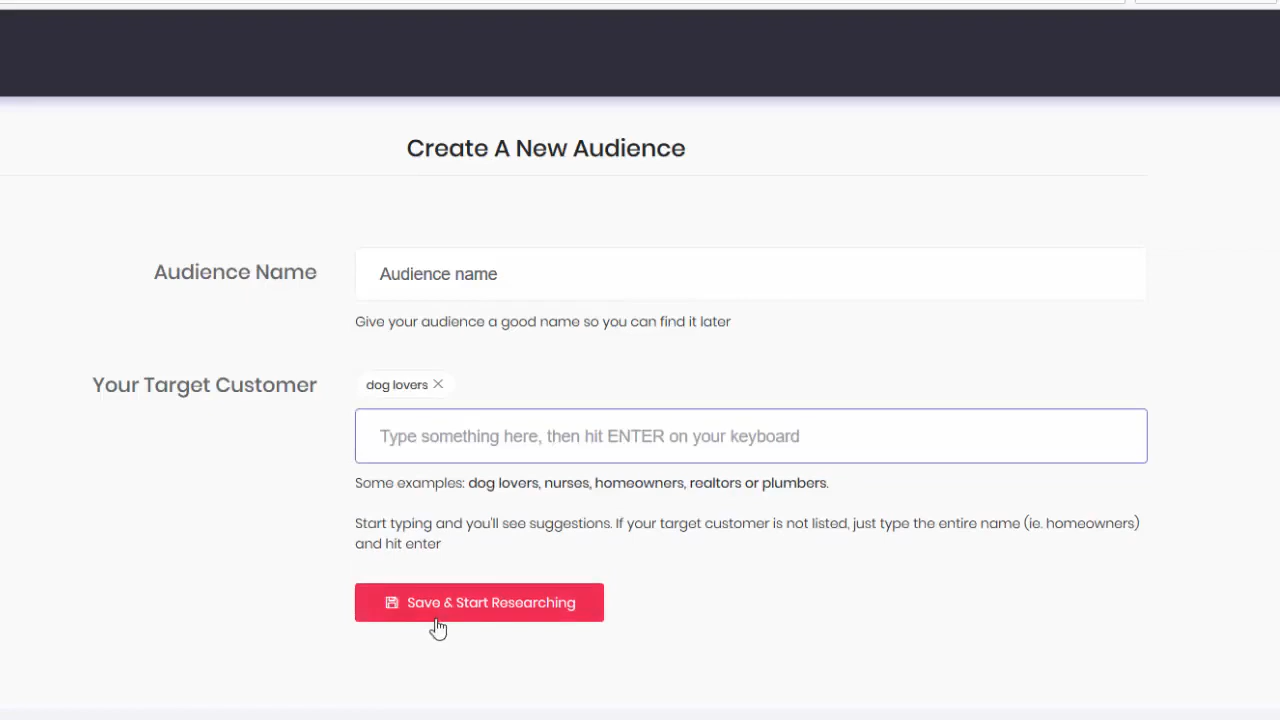 Create A New Audience
Audience Name
Audience name
Give your audience a good name so you can find it later
Your Target Customer
dog lovers ×
Type something here, then hit ENTER on your keyboard
Some examples: dog lovers, nurses, homeowners, realtors or plumbers.
Start typing and you'll see suggestions. If your target customer is not listed, just type the entire name (ie. homeowners)
and hit enter
Save & Start Researching